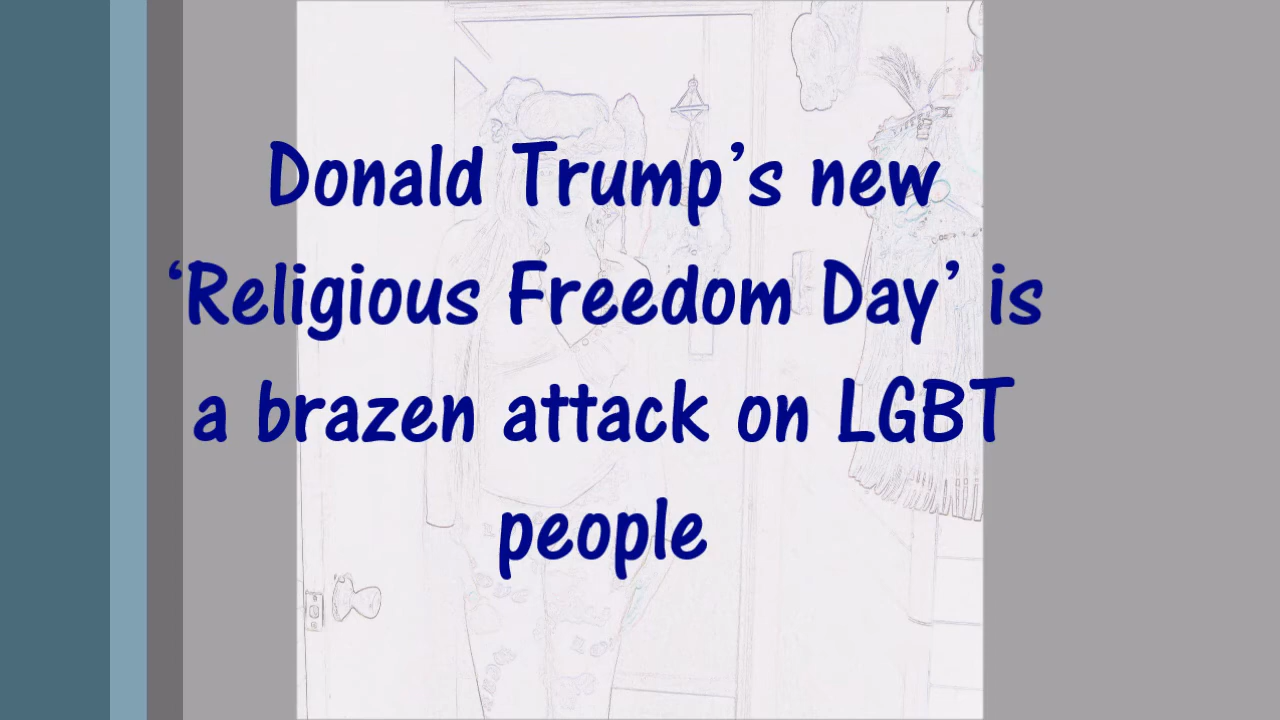 Donald Trump’s new
‘Religious Freedom Day’ is
a brazen attack on LGBT
people